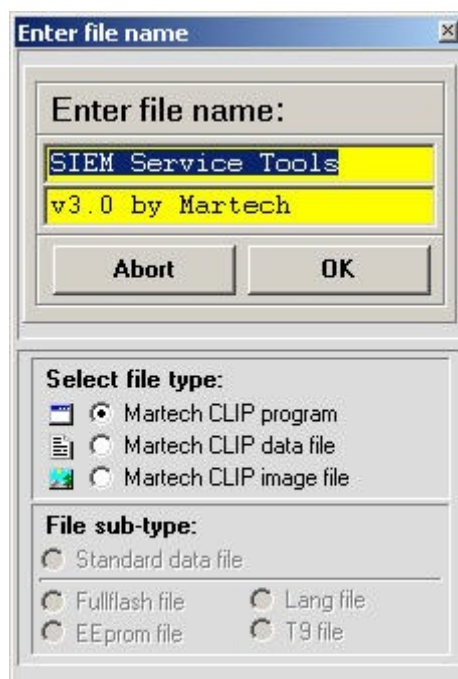 Enter file name
Enter file name:
SIEM Service Tools
v3.0 by Martech
Abort OK
Select file type:
Martech CLIP program
Martech CLIP data file
Martech CLIP image file
File sub-type:
Standard data file
Fullflash file Lang file
EEprom file T9 file